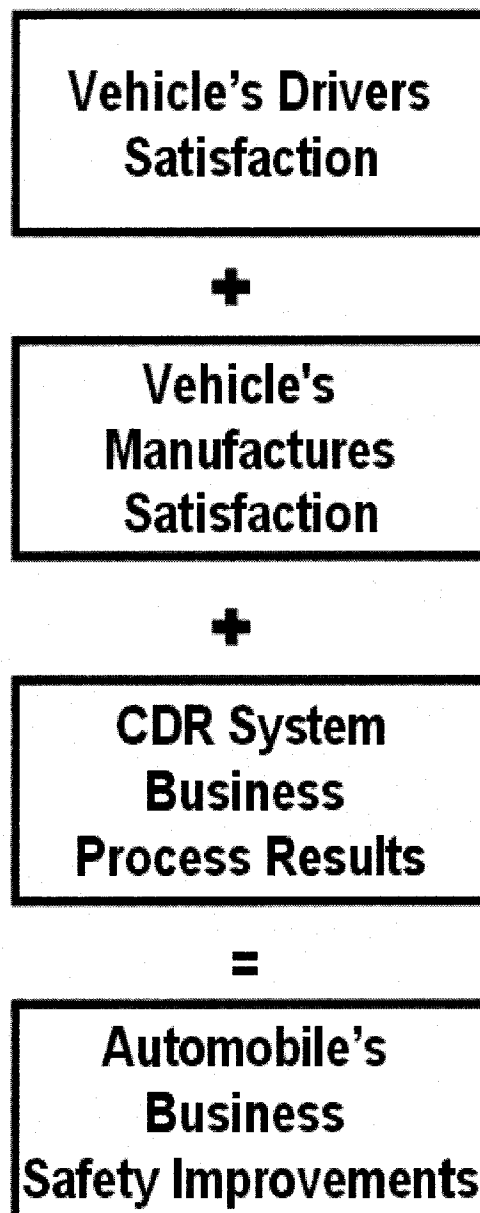 Vehicle's Drivers
Satisfaction
+
Vehicle's
Manufactures
Satisfaction
+
CDR System
Business
Process Results
=
Automobile's
Business
Safety Improvements